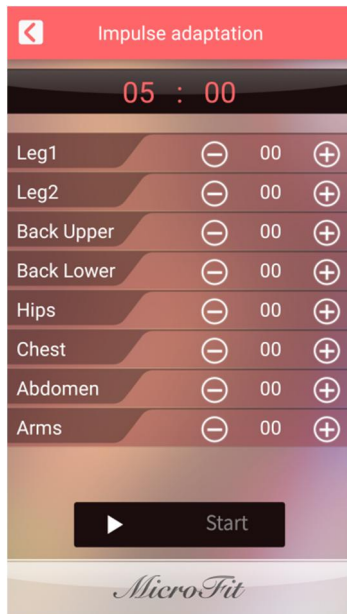 Impulse adaptation
05 : 00
Leg1 00
Leg2 00
Back Upper 00
Back Lower 00
Hips 00
Chest 00
Abdomen 00
Arms 00
Start
MicroFit